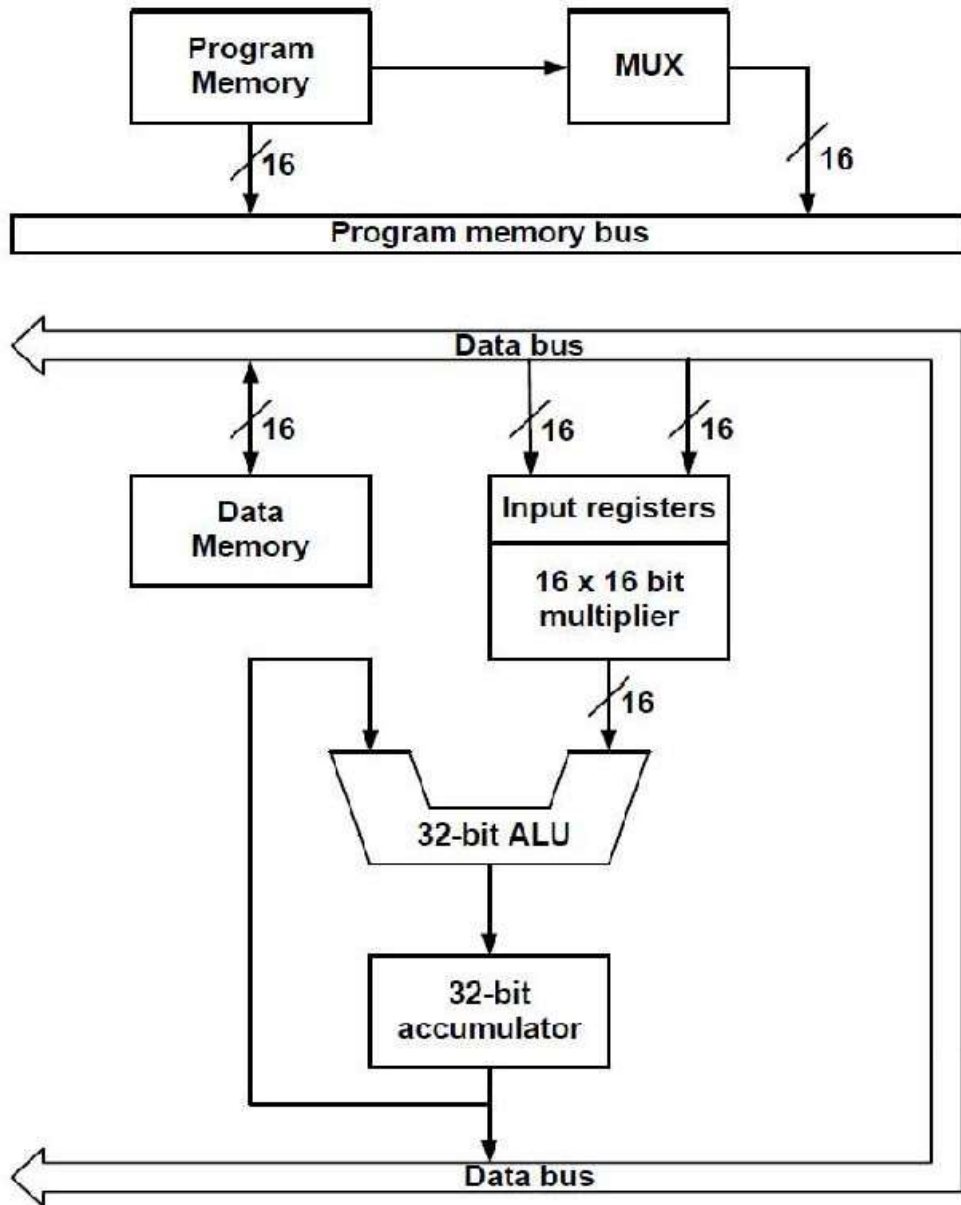 Program
Memory
MUX
16
16
Program memory bus
Data bus
16
16
16
Data
Memory
Input registers
16 x 16 bit
multiplier
16
32-bit ALU
32-bit
accumulator
Data bus